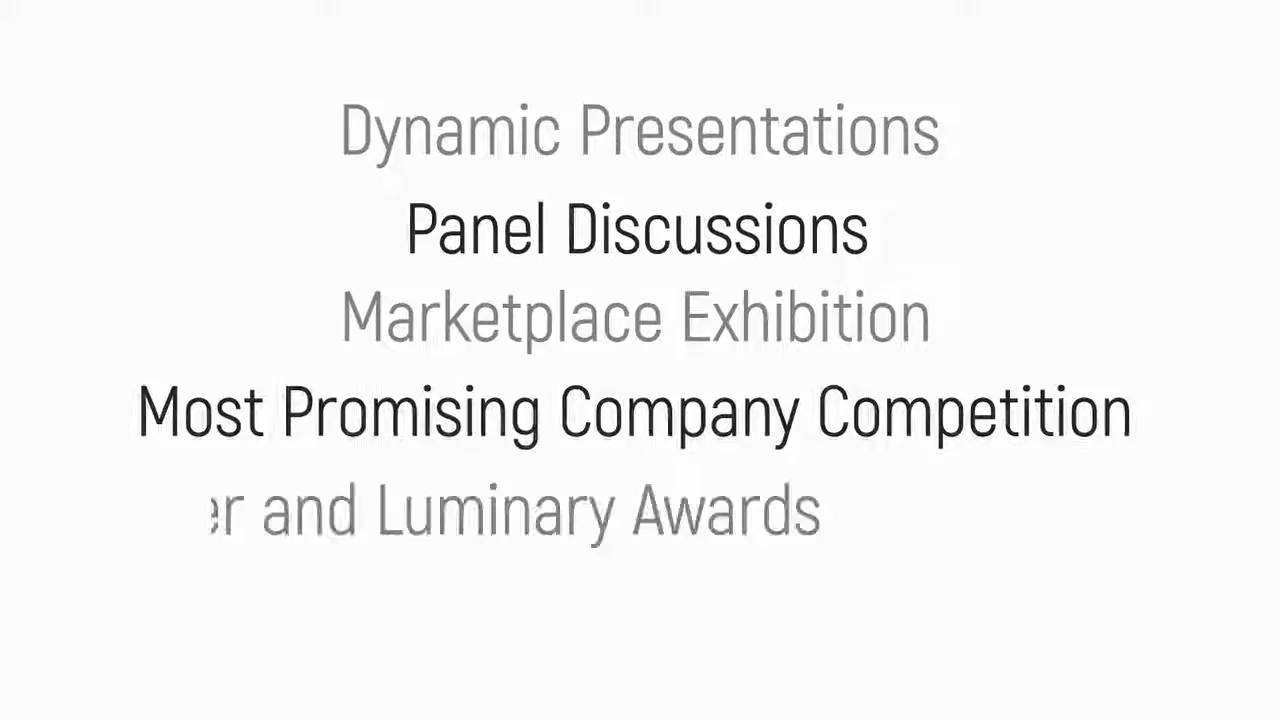 Dynamic Presentations
Panel Discussions
Marketplace Exhibition
Most Promising Company Competition
and Luminary Awards